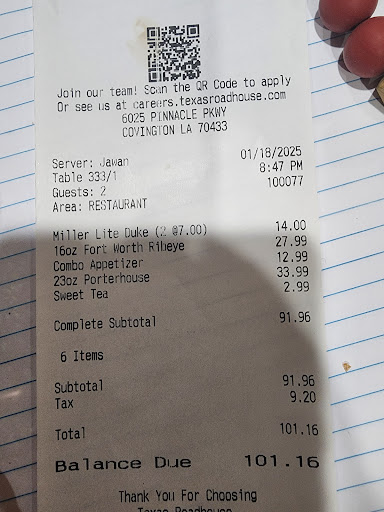 Join our team! Scan the QR Code to apply
Or see us at careers.texasroadhouse.com
6025 PINNACLE PKWY
COVINGTON LA 70433
Server: Jawan 01/18/2025
Table 333/1 8:47 PM
Guests: 2 100077
Area: RESTAURANT
Miller Lite Duke (2 @7.00) 14.00
16oz Fort Worth Ribeye 27.99
Combo Appetizer 12.99
23oz Porterhouse 33.99
Sweet Tea 2.99
Complete Subtotal 91.96
6 Items
Subtotal 91.96
Tax 9.20
Total 101.16
Balance Due 101.16
Thank You For Choosing
Texas Roadhouse